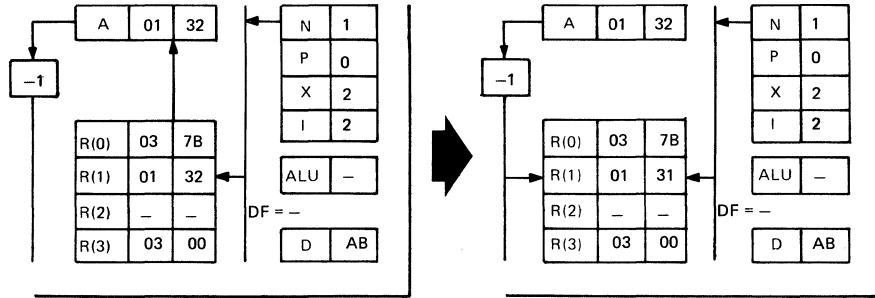 A 01 32
N 1
P 0
X 2
I 2
–1
R(0) 03 7B
R(1) 01 32
R(2) – –
R(3) 03 00
ALU –
DF = –
D AB
A 01 32
N 1
P 0
X 2
I 2
–1
R(0) 03 7B
R(1) 01 31
R(2) – –
R(3) 03 00
ALU –
DF = –
D AB